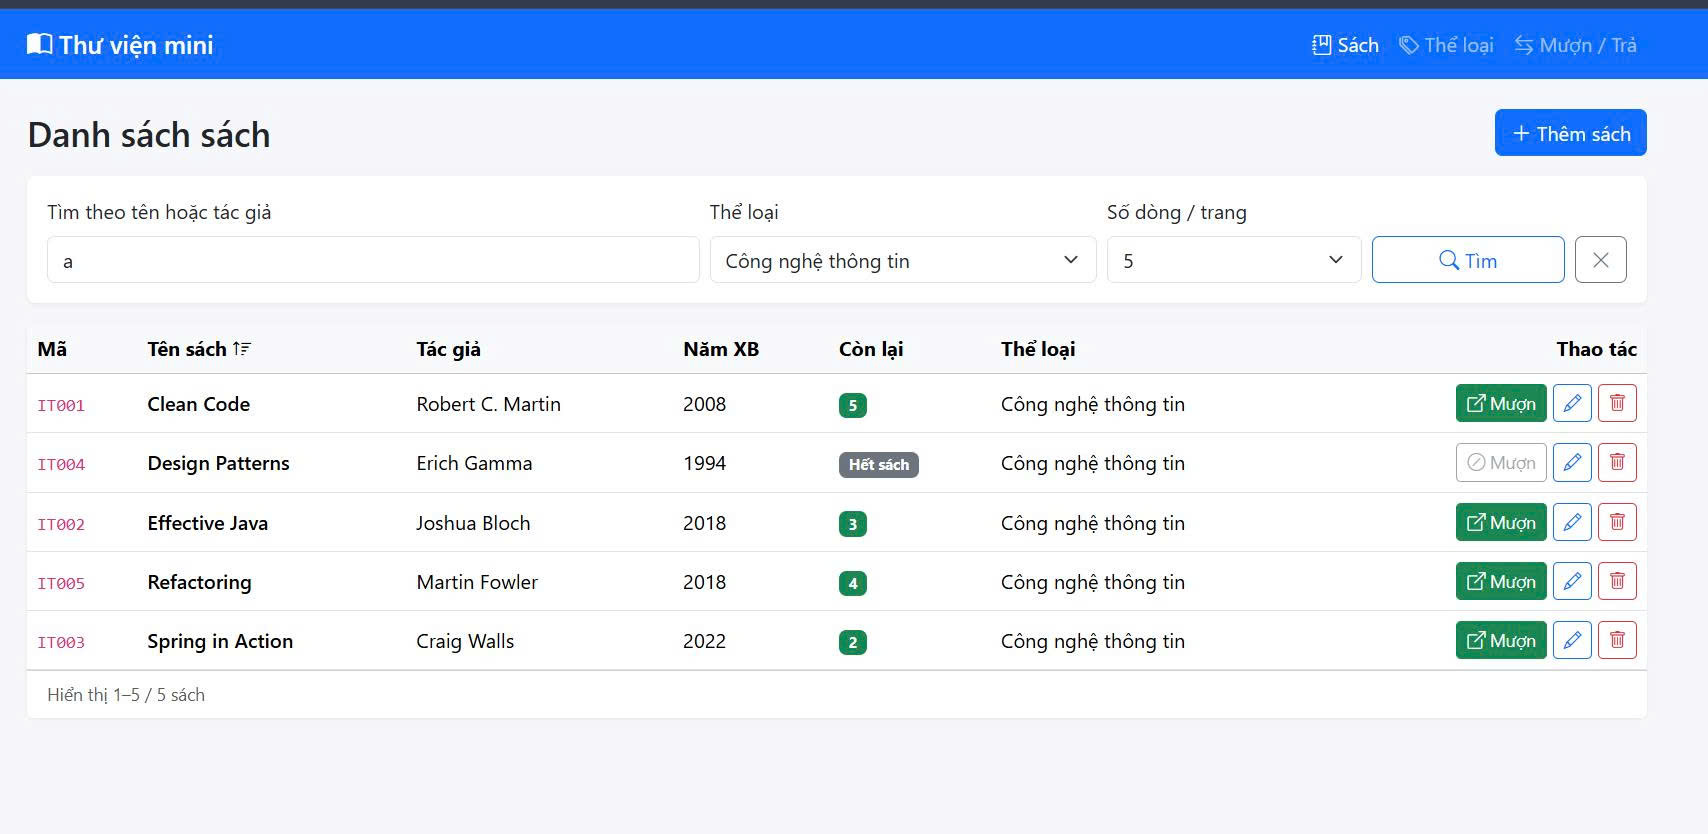 Thư viện mini
Sách Thể loại Mượn / Trả
Danh sách sách
Thêm sách
Tìm theo tên hoặc tác giả Thể loại Số dòng / trang
a Công nghệ thông tin 5 Tìm
Mã Tên sách Tác giả Năm XB Còn lại Thể loại Thao tác
IT001 Clean Code Robert C. Martin 2008 5 Công nghệ thông tin Mượn
IT004 Design Patterns Erich Gamma 1994 Hết sách Công nghệ thông tin Mượn
IT002 Effective Java Joshua Bloch 2018 3 Công nghệ thông tin Mượn
IT005 Refactoring Martin Fowler 2018 4 Công nghệ thông tin Mượn
IT003 Spring in Action Craig Walls 2022 2 Công nghệ thông tin Mượn
Hiển thị 1–5 / 5 sách